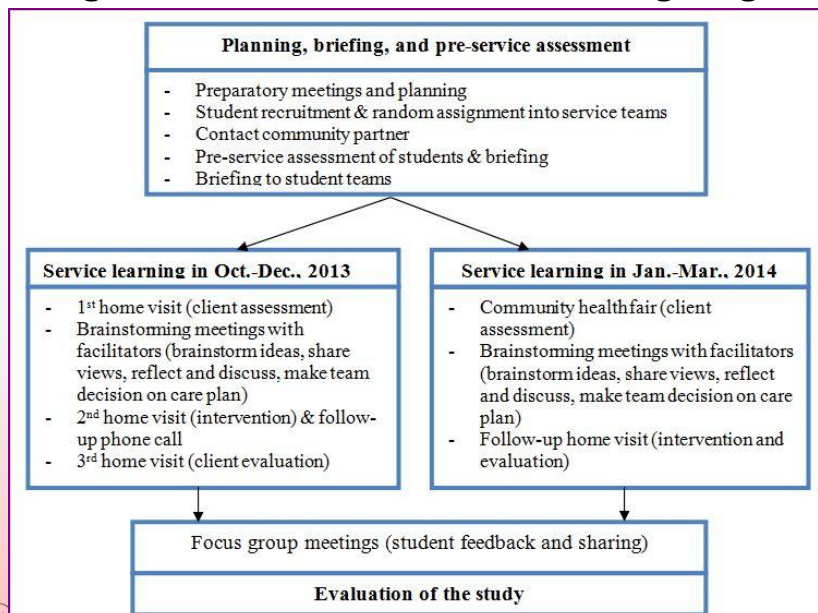 Planning, briefing, and pre-service assessment
- Preparatory meetings and planning
- Student recruitment & random assignment into service teams
- Contact community partner
- Pre-service assessment of students & briefing
- Briefing to student teams
Service learning in Oct.-Dec., 2013
- 1st home visit (client assessment)
- Brainstorming meetings with
facilitators (brainstorm ideas, share
views, reflect and discuss, make team
decision on care plan)
- 2nd home visit (intervention) & follow-
up phone call
- 3rd home visit (client evaluation)
Service learning in Jan.-Mar., 2014
- Community health fair (client
assessment)
- Brainstorming meetings with facilitators
(brainstorm ideas, share views, reflect
and discuss, make team decision on care
plan)
- Follow-up home visit (intervention and
evaluation)
Focus group meetings (student feedback and sharing)
Evaluation of the study